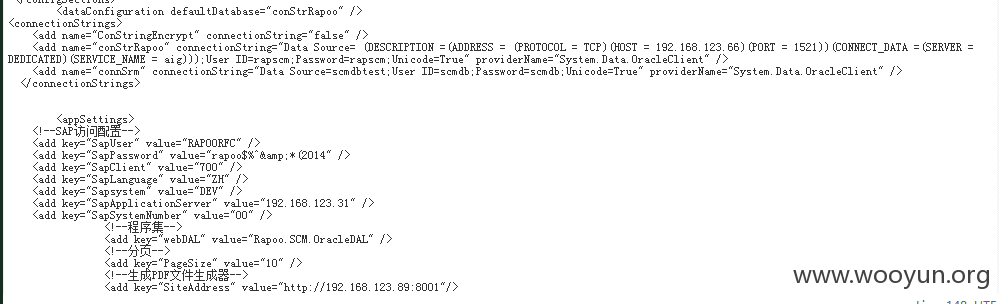 </configSections>
<dataConfiguration defaultDatabase="conStrRapoo" />
<connectionStrings>
<add name="ConStringEncrypt" connectionString="false" />
<add name="conStrRapoo" connectionString="Data Source= (DESCRIPTION =(ADDRESS = (PROTOCOL = TCP)(HOST = 192.168.123.66)(PORT = 1521))(CONNECT_DATA =(SERVER =
DEDICATED)(SERVICE_NAME = aig)));User ID=rapscm;Password=rapscm;Unicode=True" providerName="System.Data.OracleClient" />
<add name="connSrm" connectionString="Data Source=scmdbtest;User ID=scmdb;Password=scmdb;Unicode=True" providerName="System.Data.OracleClient" />
</connectionStrings>
<appSettings>
<!--SAP访问配置-->
<add key="SapUser" value="RAPOORFC" />
<add key="SapPassword" value="rapoo$%^&amp;*(2014" />
<add key="SapClient" value="700" />
<add key="SapLanguage" value="ZH" />
<add key="Sapsystem" value="DEV" />
<add key="SapApplicationServer" value="192.168.123.31" />
<add key="SapSystemNumber" value="00" />
<!--程序集-->
<add key="webDAL" value="Rapoo.SCM.OracleDAL" />
<!--分页-->
<add key="PageSize" value="10" />
<!--生成PDF文件生成器-->
<add key="SiteAddress" value="http://192.168.123.89:8001"/>
www.wooyun.org